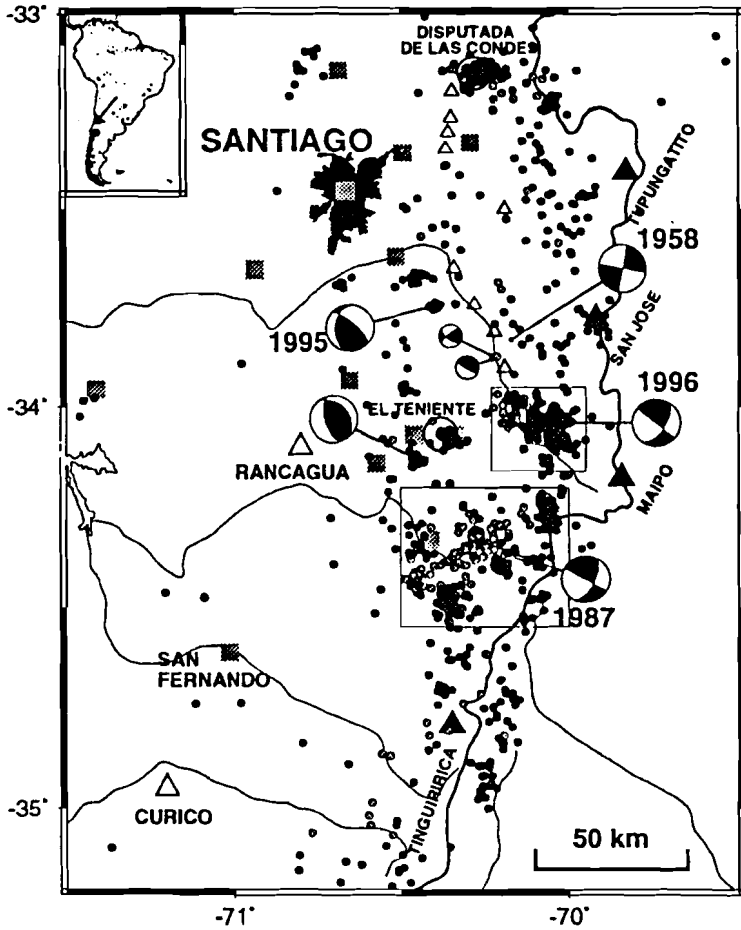 -33°
DISPUTADA
DE LAS CONDES
SANTIAGO
TUPUNGATITO
1958
SAN JOSE
1995
1996
-34°
EL TENIENTE
RANCAGUA
MAIPO
1987
SAN
FERNANDO
TINGUIRIRICA
-35°
CURICO
50 km
-71°
-70°